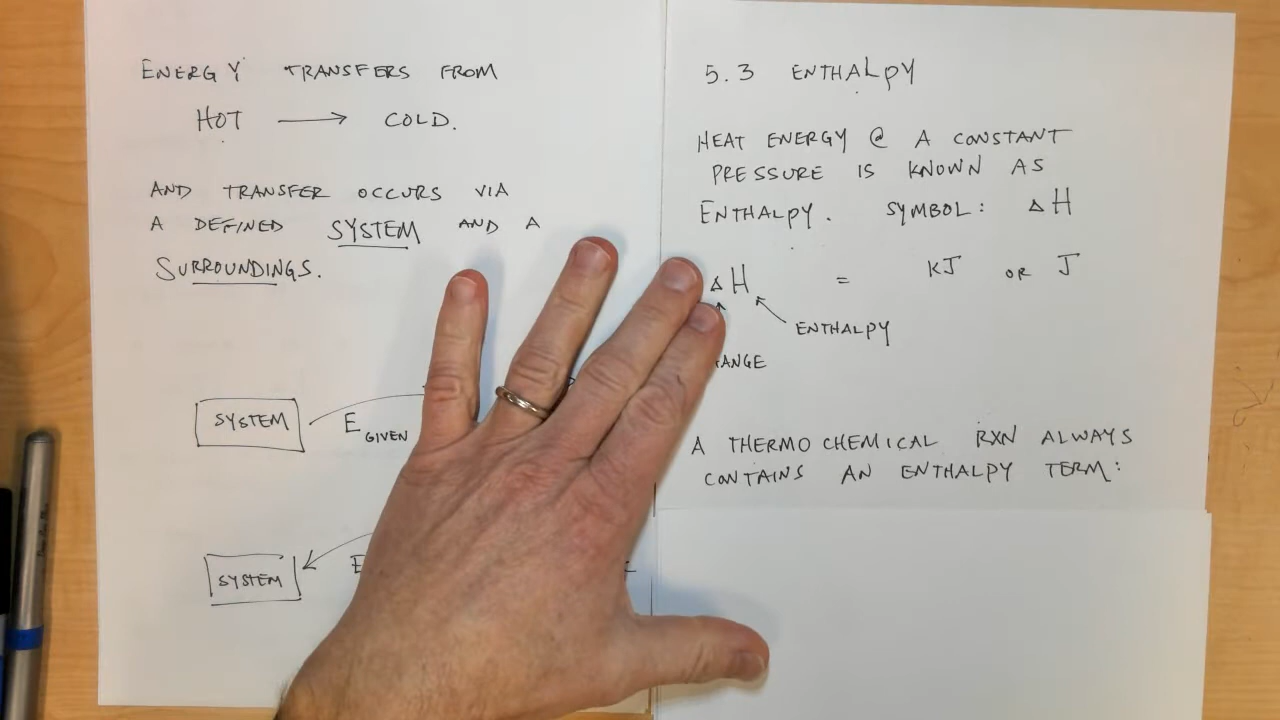 ENERGY TRANSFERS FROM
HOT → COLD.
AND TRANSFER OCCURS VIA
A DEFINED SYSTEM AND A
SURROUNDINGS.
SYSTEM E GIVEN
SYSTEM E
5.3 ENTHALPY
HEAT ENERGY @ A CONSTANT
PRESSURE IS KNOWN AS
ENTHALPY. SYMBOL: ΔH
ΔH = KJ OR J
ENTHALPY
ANGE
A THERMOCHEMICAL RXN ALWAYS
CONTAINS AN ENTHALPY TERM: